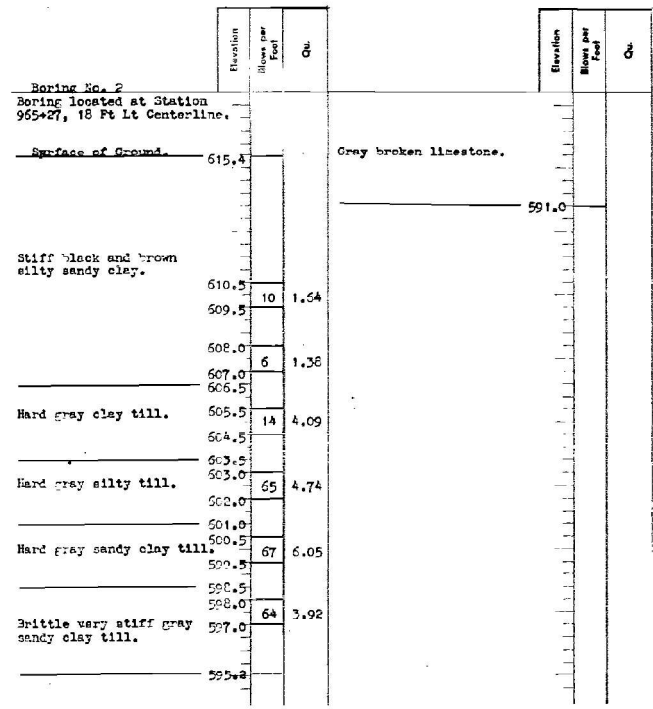 Elevation
Blows per Foot
Qu.
Elevation
Blows per Foot
Qu.
Boring No. 2
Boring located at Station
965+27, 18 Ft Lt Centerline.
Surface of Ground. 615.4
Gray broken limestone.
591.0
Stiff black and brown
silty sandy clay.
610.5
10 1.64
609.5
608.0
6 1.38
607.0
606.5
Hard gray clay till. 605.5
14 4.09
604.5
603.5
603.0
Hard gray silty till. 65 4.74
602.0
601.0
600.5
Hard gray sandy clay till. 67 6.05
599.5
598.5
598.0
64 3.92
Brittle very stiff gray 597.0
sandy clay till.
595.2